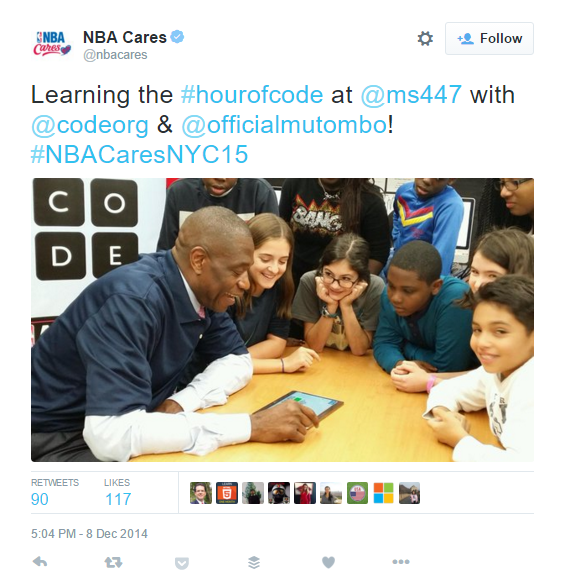 NBA
Cares
NBA Cares
@nbacares
Follow
Learning the #hourofcode at @ms447 with
@codeorg & @officialmutombo!
#NBACaresNYC15
C O
D E
RETWEETS
90
LIKES
117
5:04 PM - 8 Dec 2014